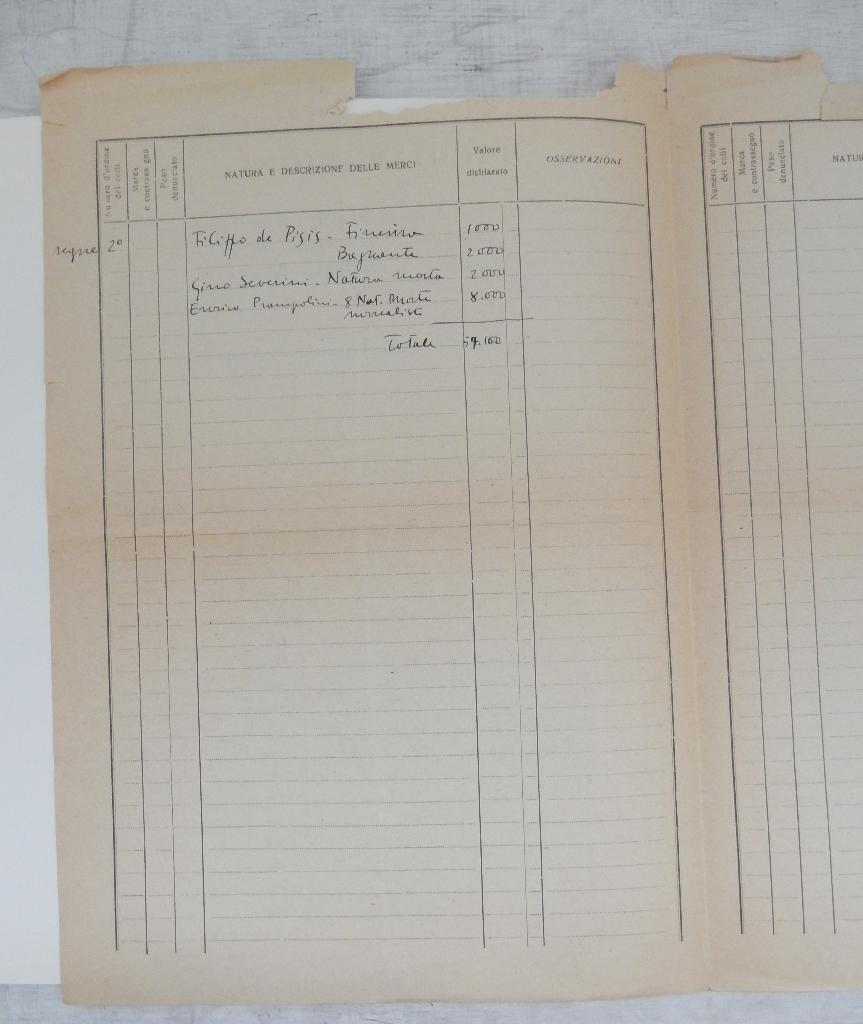 Numero d'ordine dei colli
Marca e contrassegno
Peso denunciato
NATURA E DESCRIZIONE DELLE MERCI
Valore dichiarato
OSSERVAZIONI
segue 2°
Filippo de Pisis - 1000
Bagnante 2000
Gino Severini - Natura morta 2000
Enrico Prampolini - 8 Nat. Morte 8.000
surrealiste
Totale
Numero d'ordine dei colli
Marca e contrassegno
Peso denunciato
NATUR